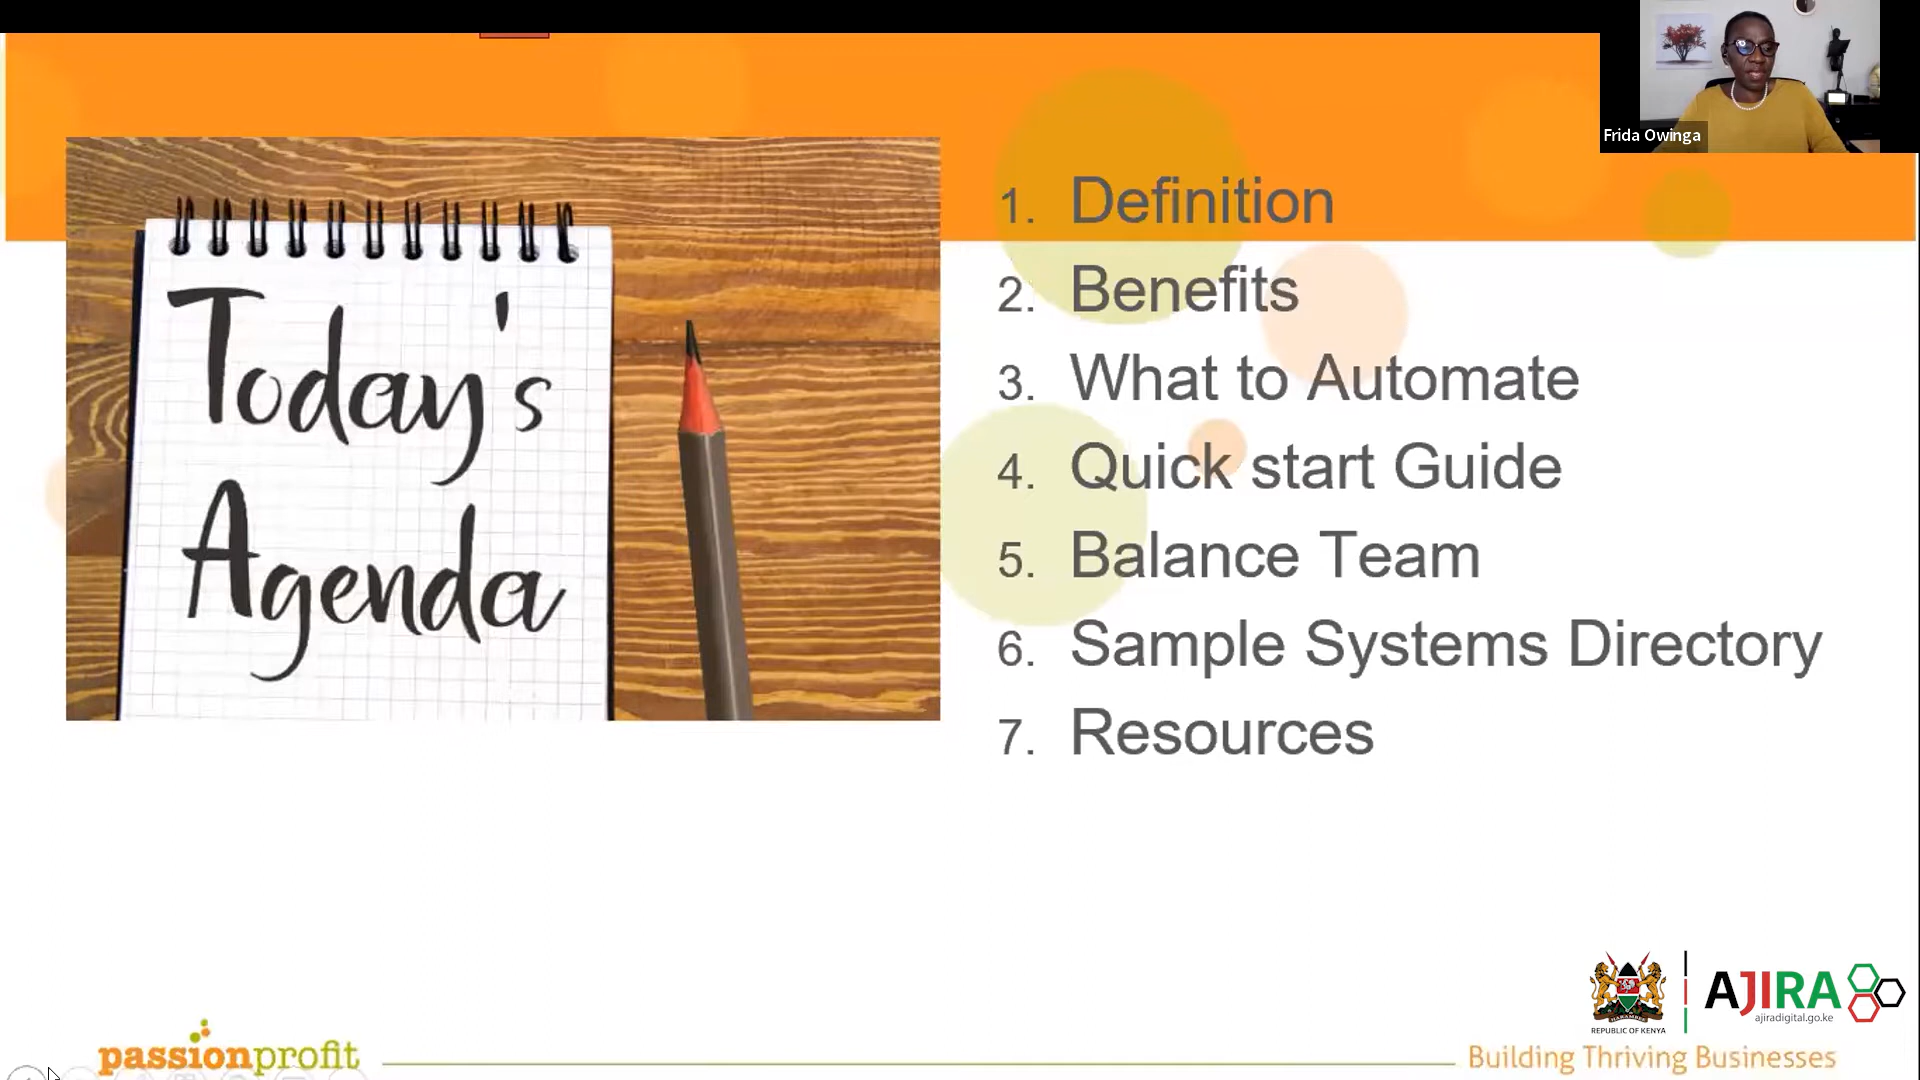 Frida Owinga
Today's
Agenda
1. Definition
2. Benefits
3. What to Automate
4. Quick start Guide
5. Balance Team
6. Sample Systems Directory
7. Resources
REPUBLIC OF KENYA
AJIRA
ajiradigital.go.ke
passionprofit
Building Thriving Businesses